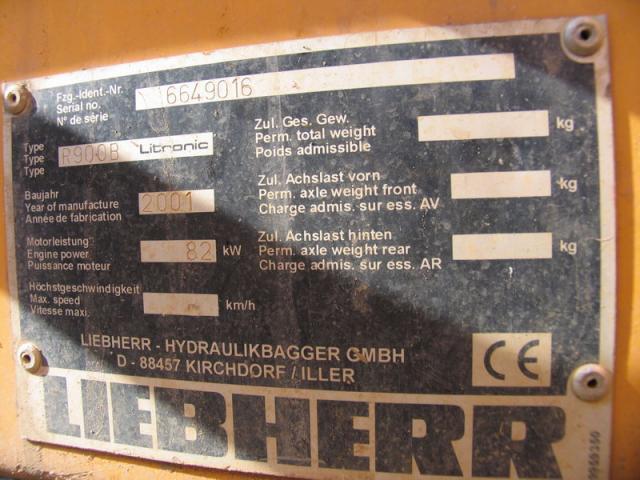 Fzg.-Ident.-Nr.
Serial no. 6649016
N° de série
Type
Type R900B Litronic
Type
Baujahr
Year of manufacture 2001
Année de fabrication
Motorleistung
Engine power 82 kW
Puissance moteur
Höchstgeschwindigkeit
Max. speed km/h
Vitesse maxi.
Zul. Ges. Gew.
Perm. total weight kg
Poids admissible
Zul. Achslast vorn
Perm. axle weight front kg
Charge admis. sur ess. AV
Zul. Achslast hinten
Perm. axle weight rear kg
Charge admis. sur ess. AR
LIEBHERR - HYDRAULIKBAGGER GMBH
D - 88457 KIRCHDORF / ILLER
CE
LIEBHERR